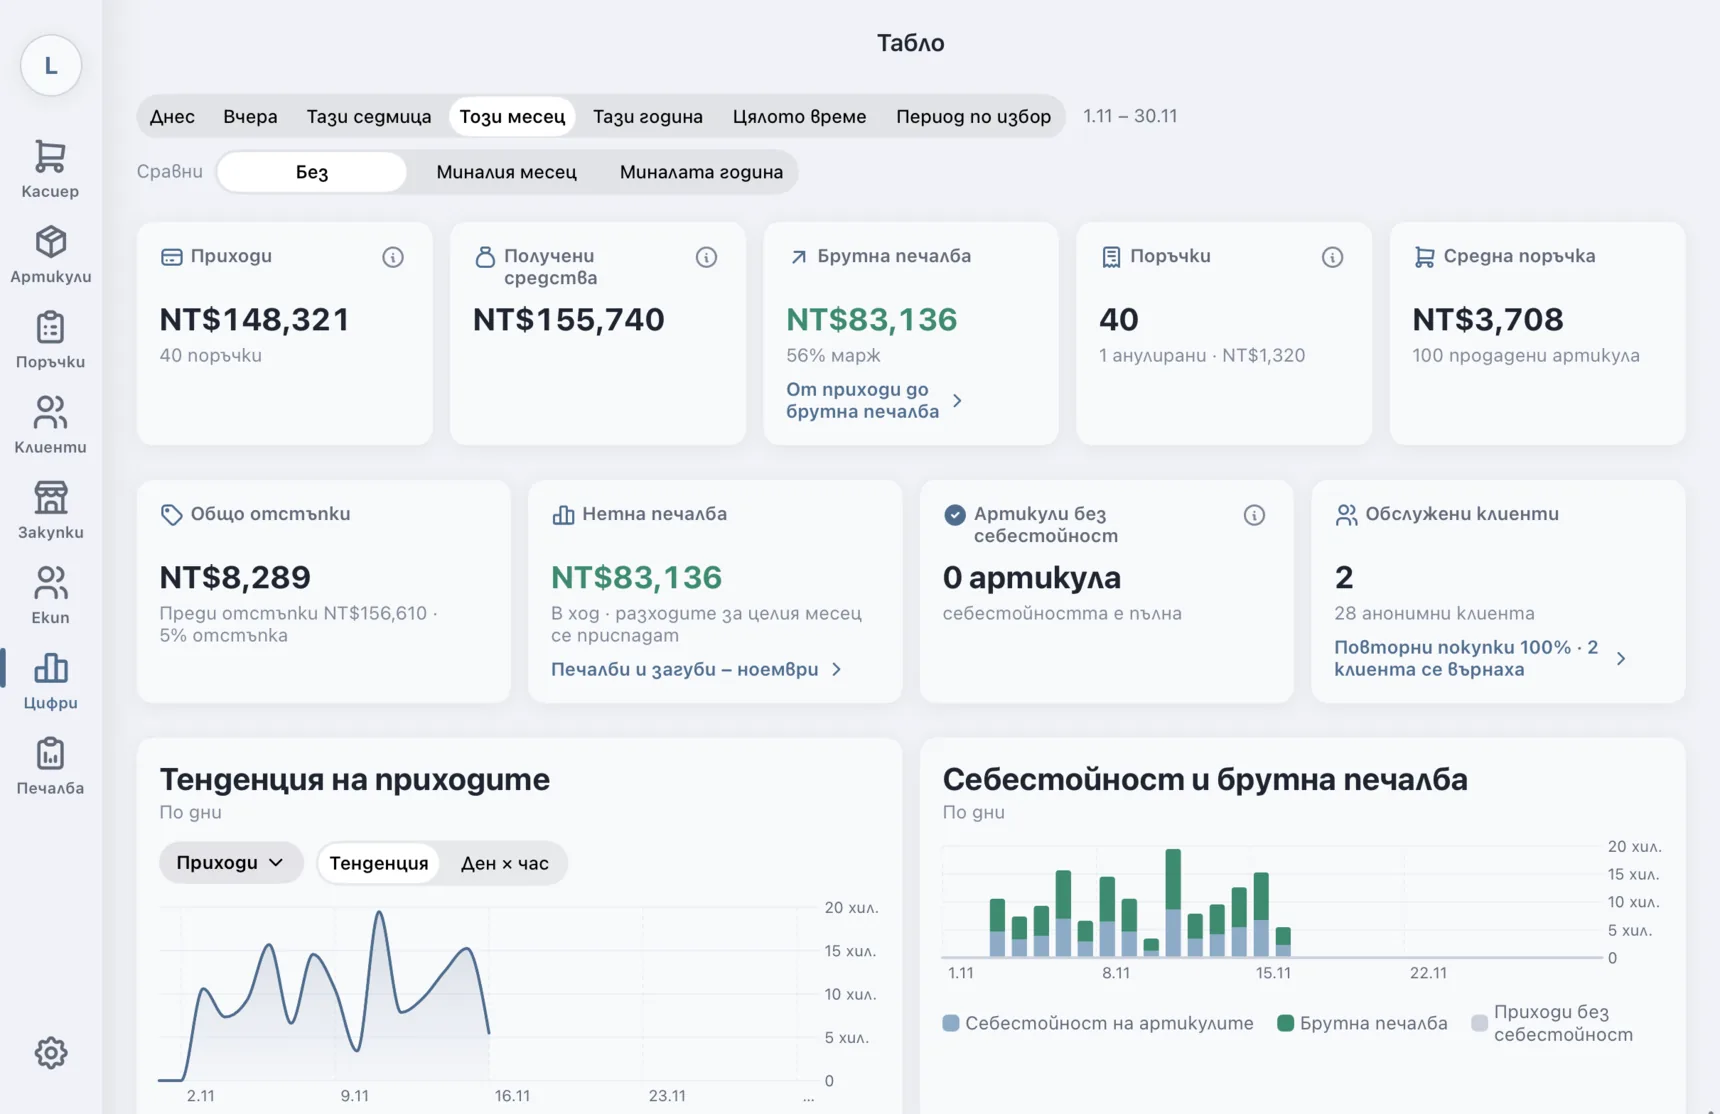 Табло
L
Касиер
Артикули
Поръчки
Клиенти
Закупки
Екип
Цифри
Печалба
Днес Вчера Тази седмица Този месец Тази година Цялото време Период по избор 1.11 – 30.11
Сравни Без Миналия месец Миналата година
Приходи
NT$148,321
40 поръчки
Получени
средства
NT$155,740
Брутна печалба
NT$83,136
56% марж
От приходи до
брутна печалба
Поръчки
40
1 анулирани · NT$1,320
Средна поръчка
NT$3,708
100 продадени артикула
Общо отстъпки
NT$8,289
Преди отстъпки NT$156,610 ·
5% отстъпка
Нетна печалба
NT$83,136
В ход · разходите за целия месец
се приспадат
Печалби и загуби – ноември
Артикули без
себестойност
0 артикула
себестойността е пълна
Обслужени клиенти
2
28 анонимни клиента
Повторни покупки 100% · 2
клиента се върнаха
Тенденция на приходите
По дни
Приходи Тенденция Ден × час
20 хил.
15 хил.
10 хил.
5 хил.
0
2.11 9.11 16.11 23.11 ...
Себестойност и брутна печалба
По дни
20 хил.
15 хил.
10 хил.
5 хил.
0
1.11 8.11 15.11 22.11
Себестойност на артикулите Брутна печалба Приходи без
себестойност